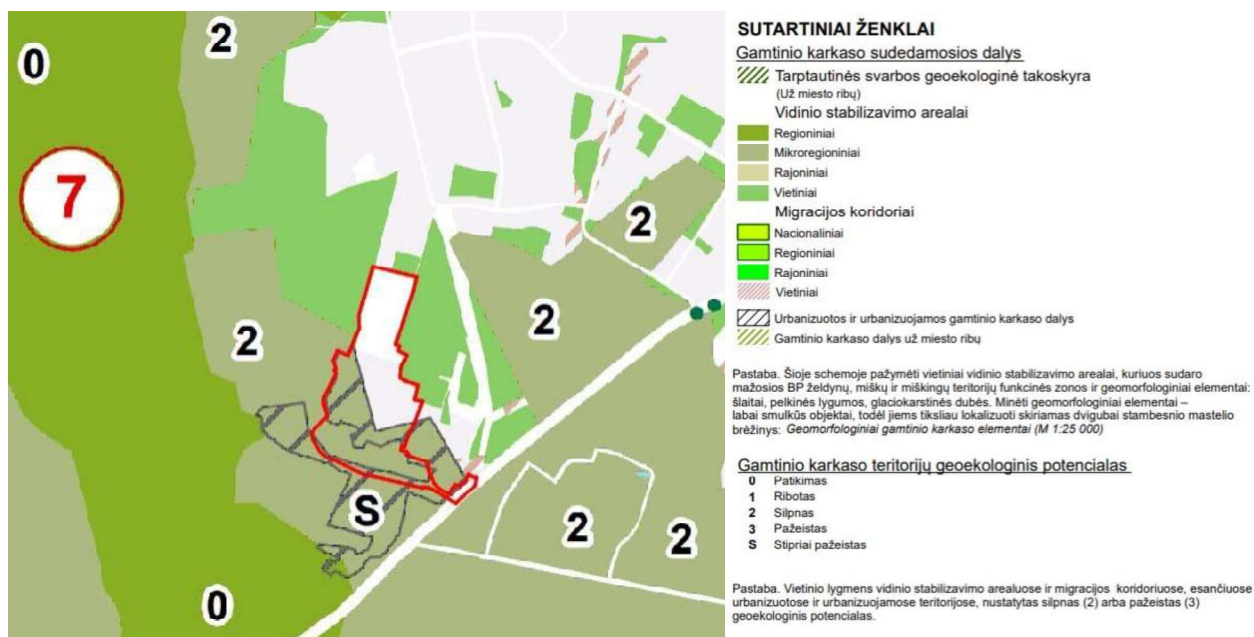 0
2
7
2
2
2
S
2
2
0
SUTARTINIAI ŽENKLAI
Gamtinio karkaso sudedamosios dalys
Tarptautinės svarbos geoekologinė takoskyra
(Už miesto ribų)
Vidinio stabilizavimo arealai
Regioniniai
Mikroregioniniai
Rajoniniai
Vietiniai
Migracijos koridoriai
Nacionaliniai
Regioniniai
Rajoniniai
Vietiniai
Urbanizuotos ir urbanizuojamos gamtinio karkaso dalys
Gamtinio karkaso dalys už miesto ribų
Pastaba. Šioje schemoje pažymėti vietiniai vidinio stabilizavimo arealai, kuriuos sudaro
mažosios BP želdynų, miškų ir miškingų teritorijų funkcinės zonos ir geomorfologiniai elementai:
šlaitai, pelkinės lygumos, glaciokarstinės dubės. Minėti geomorfologiniai elementai –
labai smulkūs objektai, todėl jiems tiksliau lokalizuoti skiriamas dvigubai stambesnio mastelio
brėžinys: Geomorfologiniai gamtinio karkaso elementai (M 1:25 000)
Gamtinio karkaso teritorijų geoekologinis potencialas
0 Patikimas
1 Ribotas
2 Silpnas
3 Pažeistas
S Stipriai pažeistas
Pastaba. Vietinio lygmens vidinio stabilizavimo arealuose ir migracijos koridoriuose, esančiuose
urbanizuotose ir urbanizuojamose teritorijose, nustatytas silpnas (2) arba pažeistas (3)
geoekologinis potencialas.